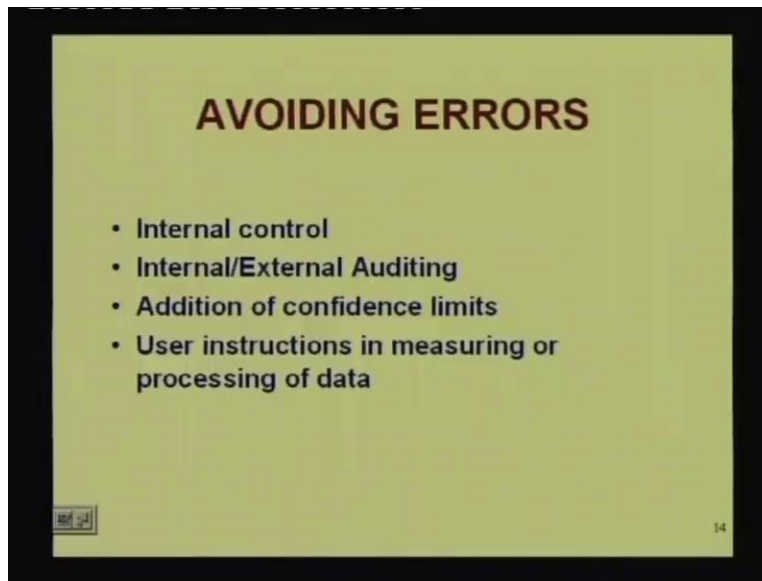 AVOIDING ERRORS
• Internal control
• Internal/External Auditing
• Addition of confidence limits
• User instructions in measuring or
processing of data
14